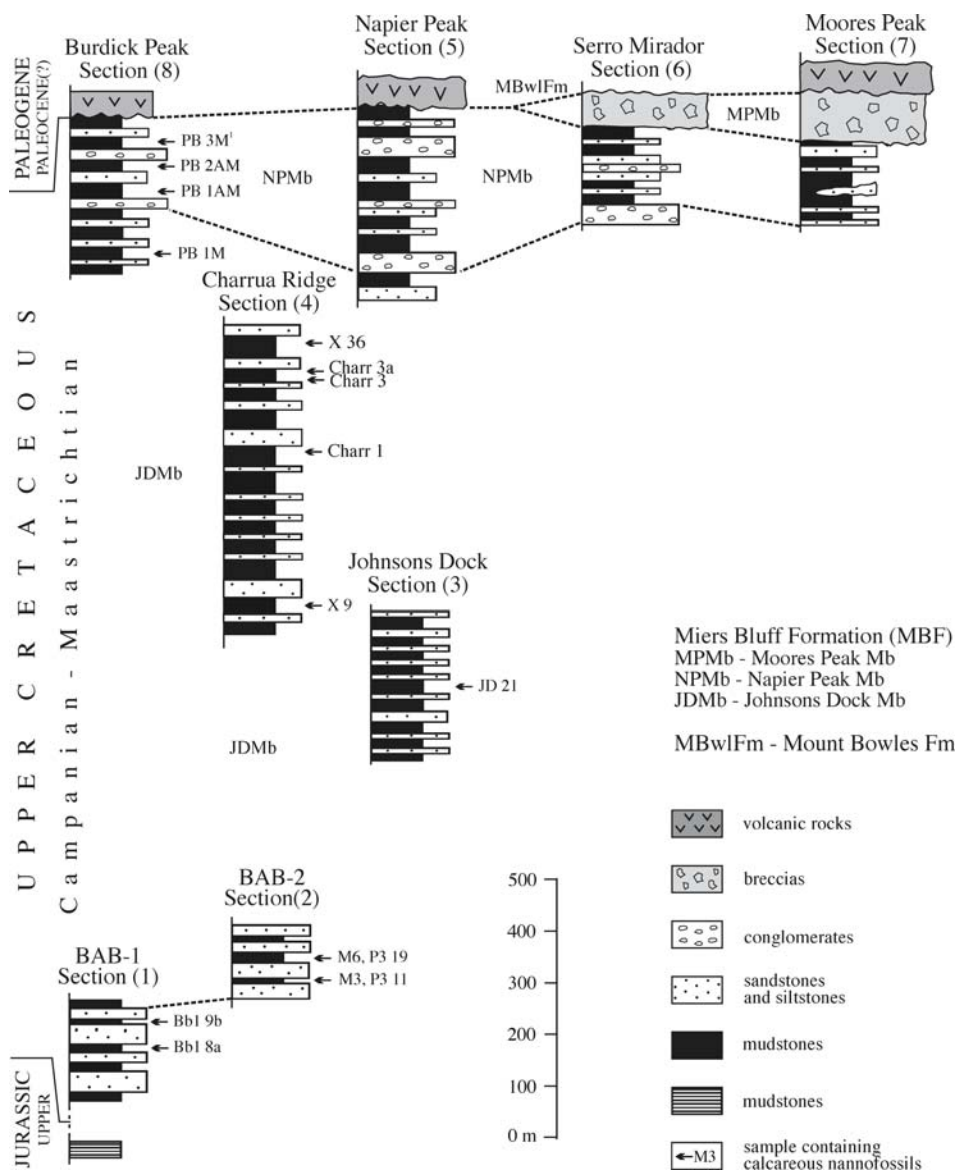 Burdick Peak
Section (8)
Napier Peak
Section (5)
Serro Mirador
Section (6)
Moores Peak
Section (7)
MBwlFm
MPMb
PALEOGENE
PALEOCENE(?)
PB 3M¹
PB 2AM
PB 1AM
PB 1M
NPMb
NPMb
Charrua Ridge
Section (4)
X 36
Charr 3a
Charr 3
Charr 1
X 9
JDMb
UPPER CRETACEOUS
Campanian - Maastrichtian
Johnsons Dock
Section (3)
JD 21
JDMb
Miers Bluff Formation (MBF)
MPMb - Moores Peak Mb
NPMb - Napier Peak Mb
JDMb - Johnsons Dock Mb
MBwlFm - Mount Bowles Fm
BAB-2
Section(2)
M6, P3 19
M3, P3 11
BAB-1
Section (1)
Bb1 9b
Bb1 8a
JURASSIC
UPPER
500
400
300
200
100
0 m
volcanic rocks
breccias
conglomerates
sandstones
and siltstones
mudstones
mudstones
M3
sample containing
calcareous nannofossils